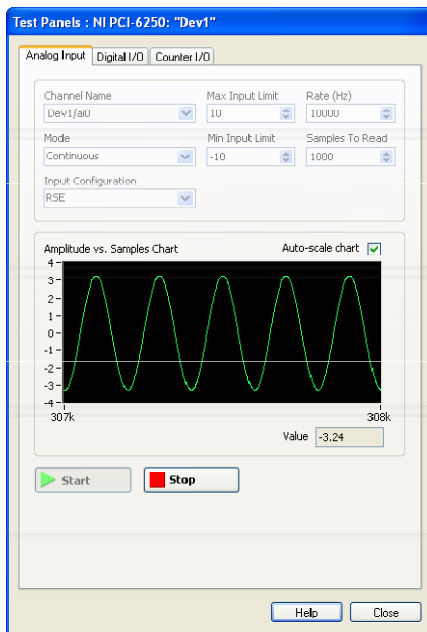 Test Panels : NI PCI-6250: "Dev1"
Analog Input Digital I/O Counter I/O
Channel Name Max Input Limit Rate (Hz)
Dev1/ai0 10 10000
Mode Min Input Limit Samples To Read
Continuous -10 1000
Input Configuration
RSE
Amplitude vs. Samples Chart Auto-scale chart
4
3
2
1
0
-1
-2
-3
-4
307k 308k
Value -3.24
Start Stop
Help Close